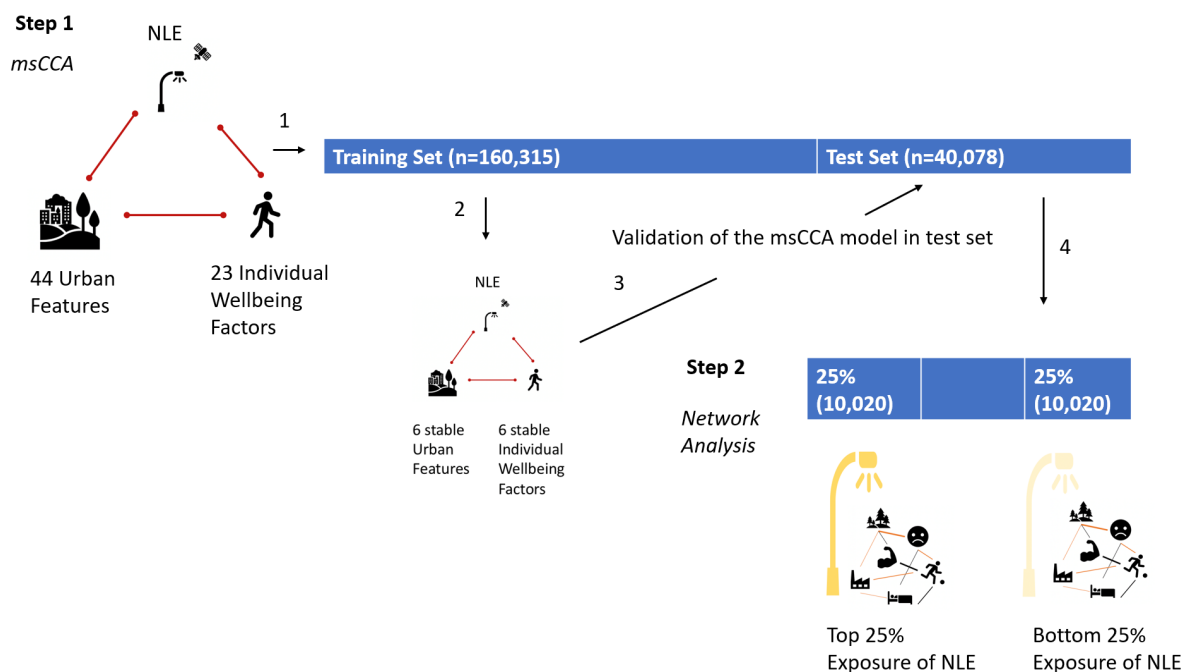 Step 1
msCCA
NLE
44 Urban
Features
23 Individual
Wellbeing
Factors
1
Training Set (n=160,315)
Test Set (n=40,078)
2
NLE
6 stable
Urban
Features
6 stable
Individual
Wellbeing
Factors
3
Validation of the msCCA model in test set
4
Step 2
Network
Analysis
25%
(10,020)
25%
(10,020)
Top 25%
Exposure of NLE
Bottom 25%
Exposure of NLE